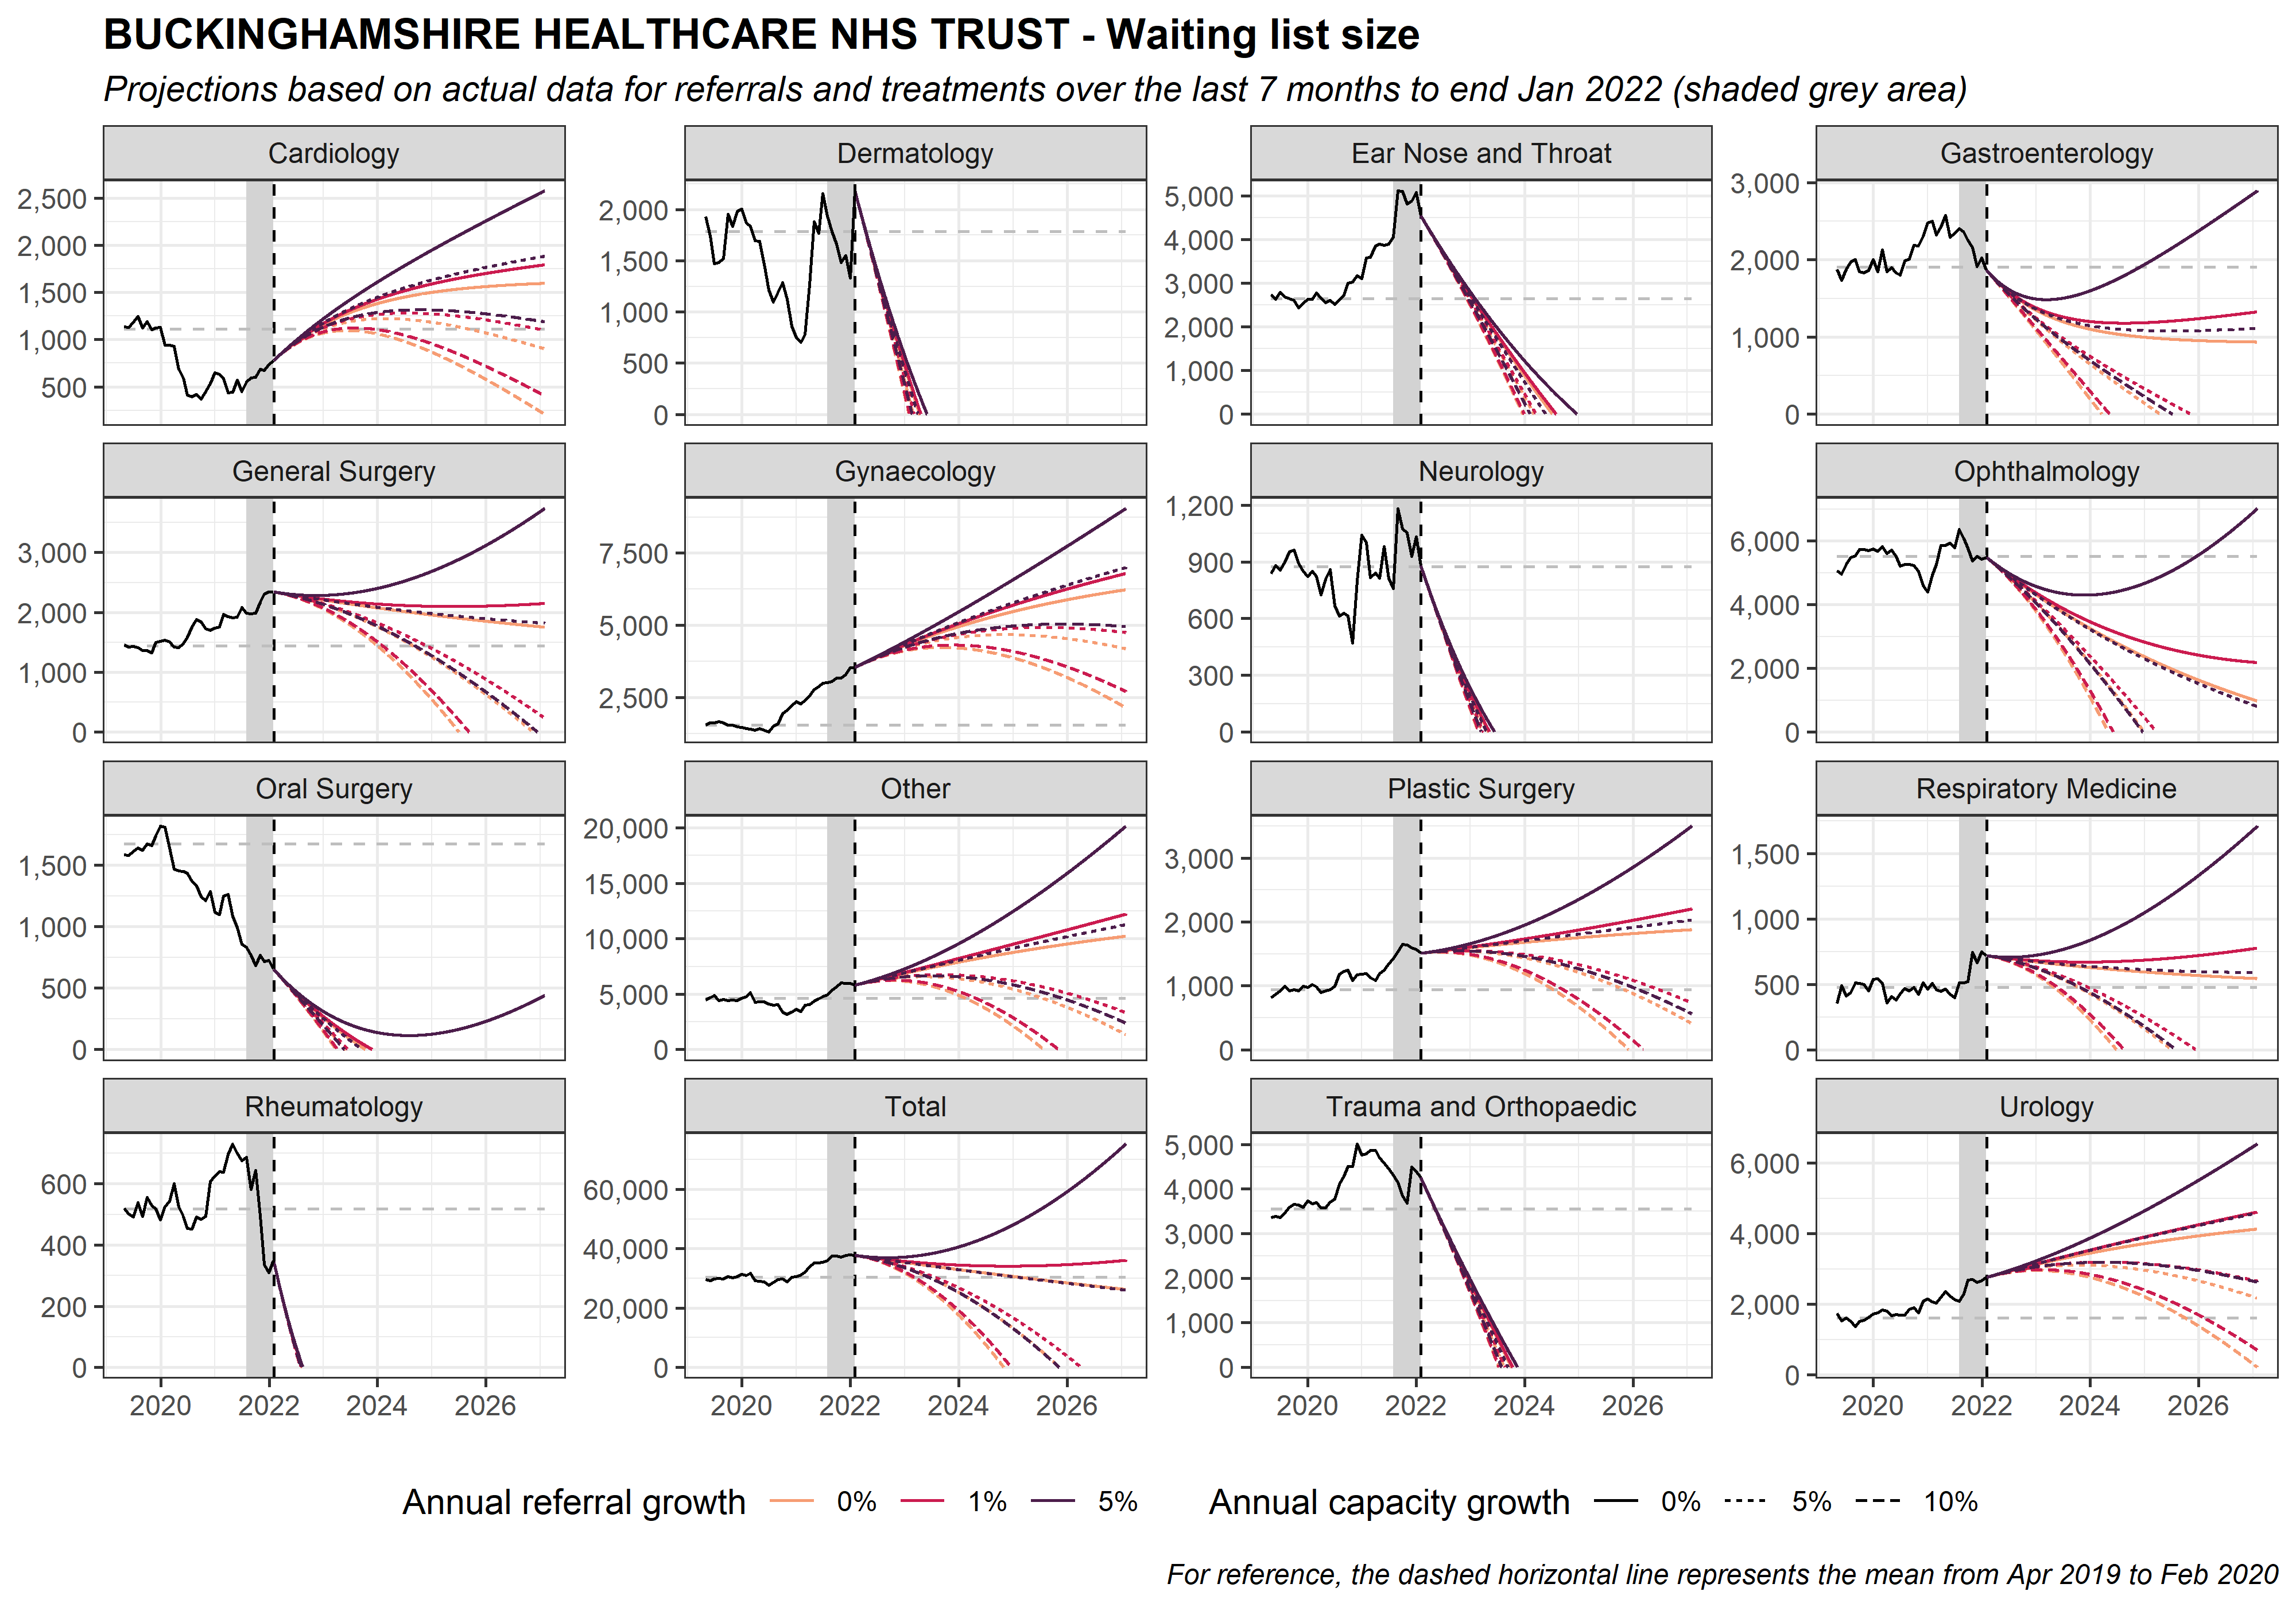 BUCKINGHAMSHIRE HEALTHCARE NHS TRUST - Waiting list size
Projections based on actual data for referrals and treatments over the last 7 months to end Jan 2022 (shaded grey area)
Cardiology
2,500
2,000
1,500
1,000
500
Dermatology
2,000
1,500
1,000
500
0
Ear Nose and Throat
5,000
4,000
3,000
2,000
1,000
0
Gastroenterology
3,000
2,000
1,000
0
General Surgery
3,000
2,000
1,000
0
Gynaecology
7,500
5,000
2,500
Neurology
1,200
900
600
300
0
Ophthalmology
6,000
4,000
2,000
0
Oral Surgery
1,500
1,000
500
0
Other
20,000
15,000
10,000
5,000
0
Plastic Surgery
3,000
2,000
1,000
0
Respiratory Medicine
1,500
1,000
500
0
Rheumatology
600
400
200
0
2020 2022 2024 2026
Total
60,000
40,000
20,000
0
2020 2022 2024 2026
Trauma and Orthopaedic
5,000
4,000
3,000
2,000
1,000
0
2020 2022 2024 2026
Urology
6,000
4,000
2,000
0
2020 2022 2024 2026
Annual referral growth 0% 1% 5% Annual capacity growth 0% 5% 10%
For reference, the dashed horizontal line represents the mean from Apr 2019 to Feb 2020